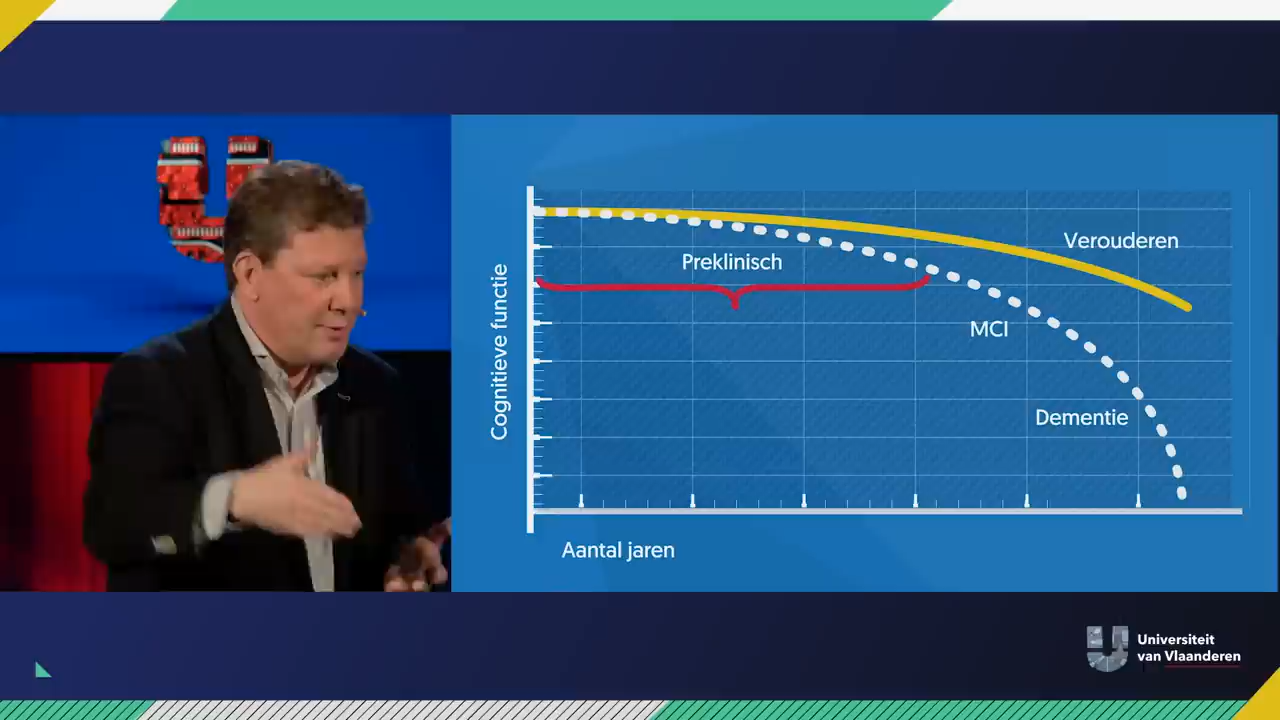 Verouderen
Preklinisch
MCI
Dementie
Cognitieve functie
Aantal jaren
Universiteit
van Vlaanderen